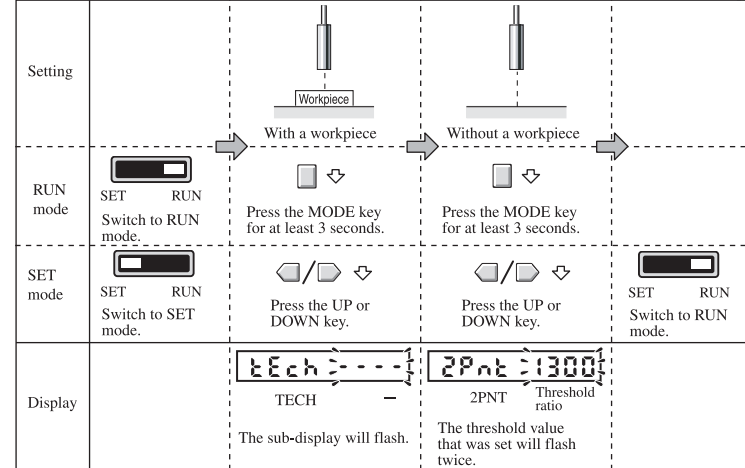 Setting
Workpiece
With a workpiece
Without a workpiece
RUN
mode
SET RUN
Switch to RUN
mode.
Press the MODE key
for at least 3 seconds.
Press the MODE key
for at least 3 seconds.
SET
mode
SET RUN
Switch to SET
mode.
/
Press the UP or
DOWN key.
/
Press the UP or
DOWN key.
SET RUN
Switch to RUN
mode.
Display
tEch ----
TECH –
The sub-display will flash.
2Pnt 1300
2PNT Threshold
ratio
The threshold value
that was set will flash
twice.